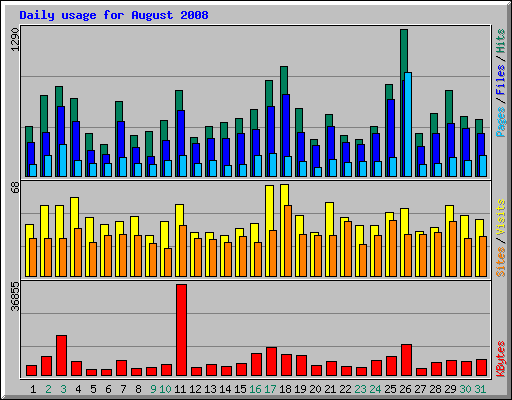 Daily usage for August 2008
1290
Pages / Files / Hits
68
Sites / Visits
36855
KBytes
1 2 3 4 5 6 7 8 9 10 11 12 13 14 15 16 17 18 19 20 21 22 23 24 25 26 27 28 29 30 31